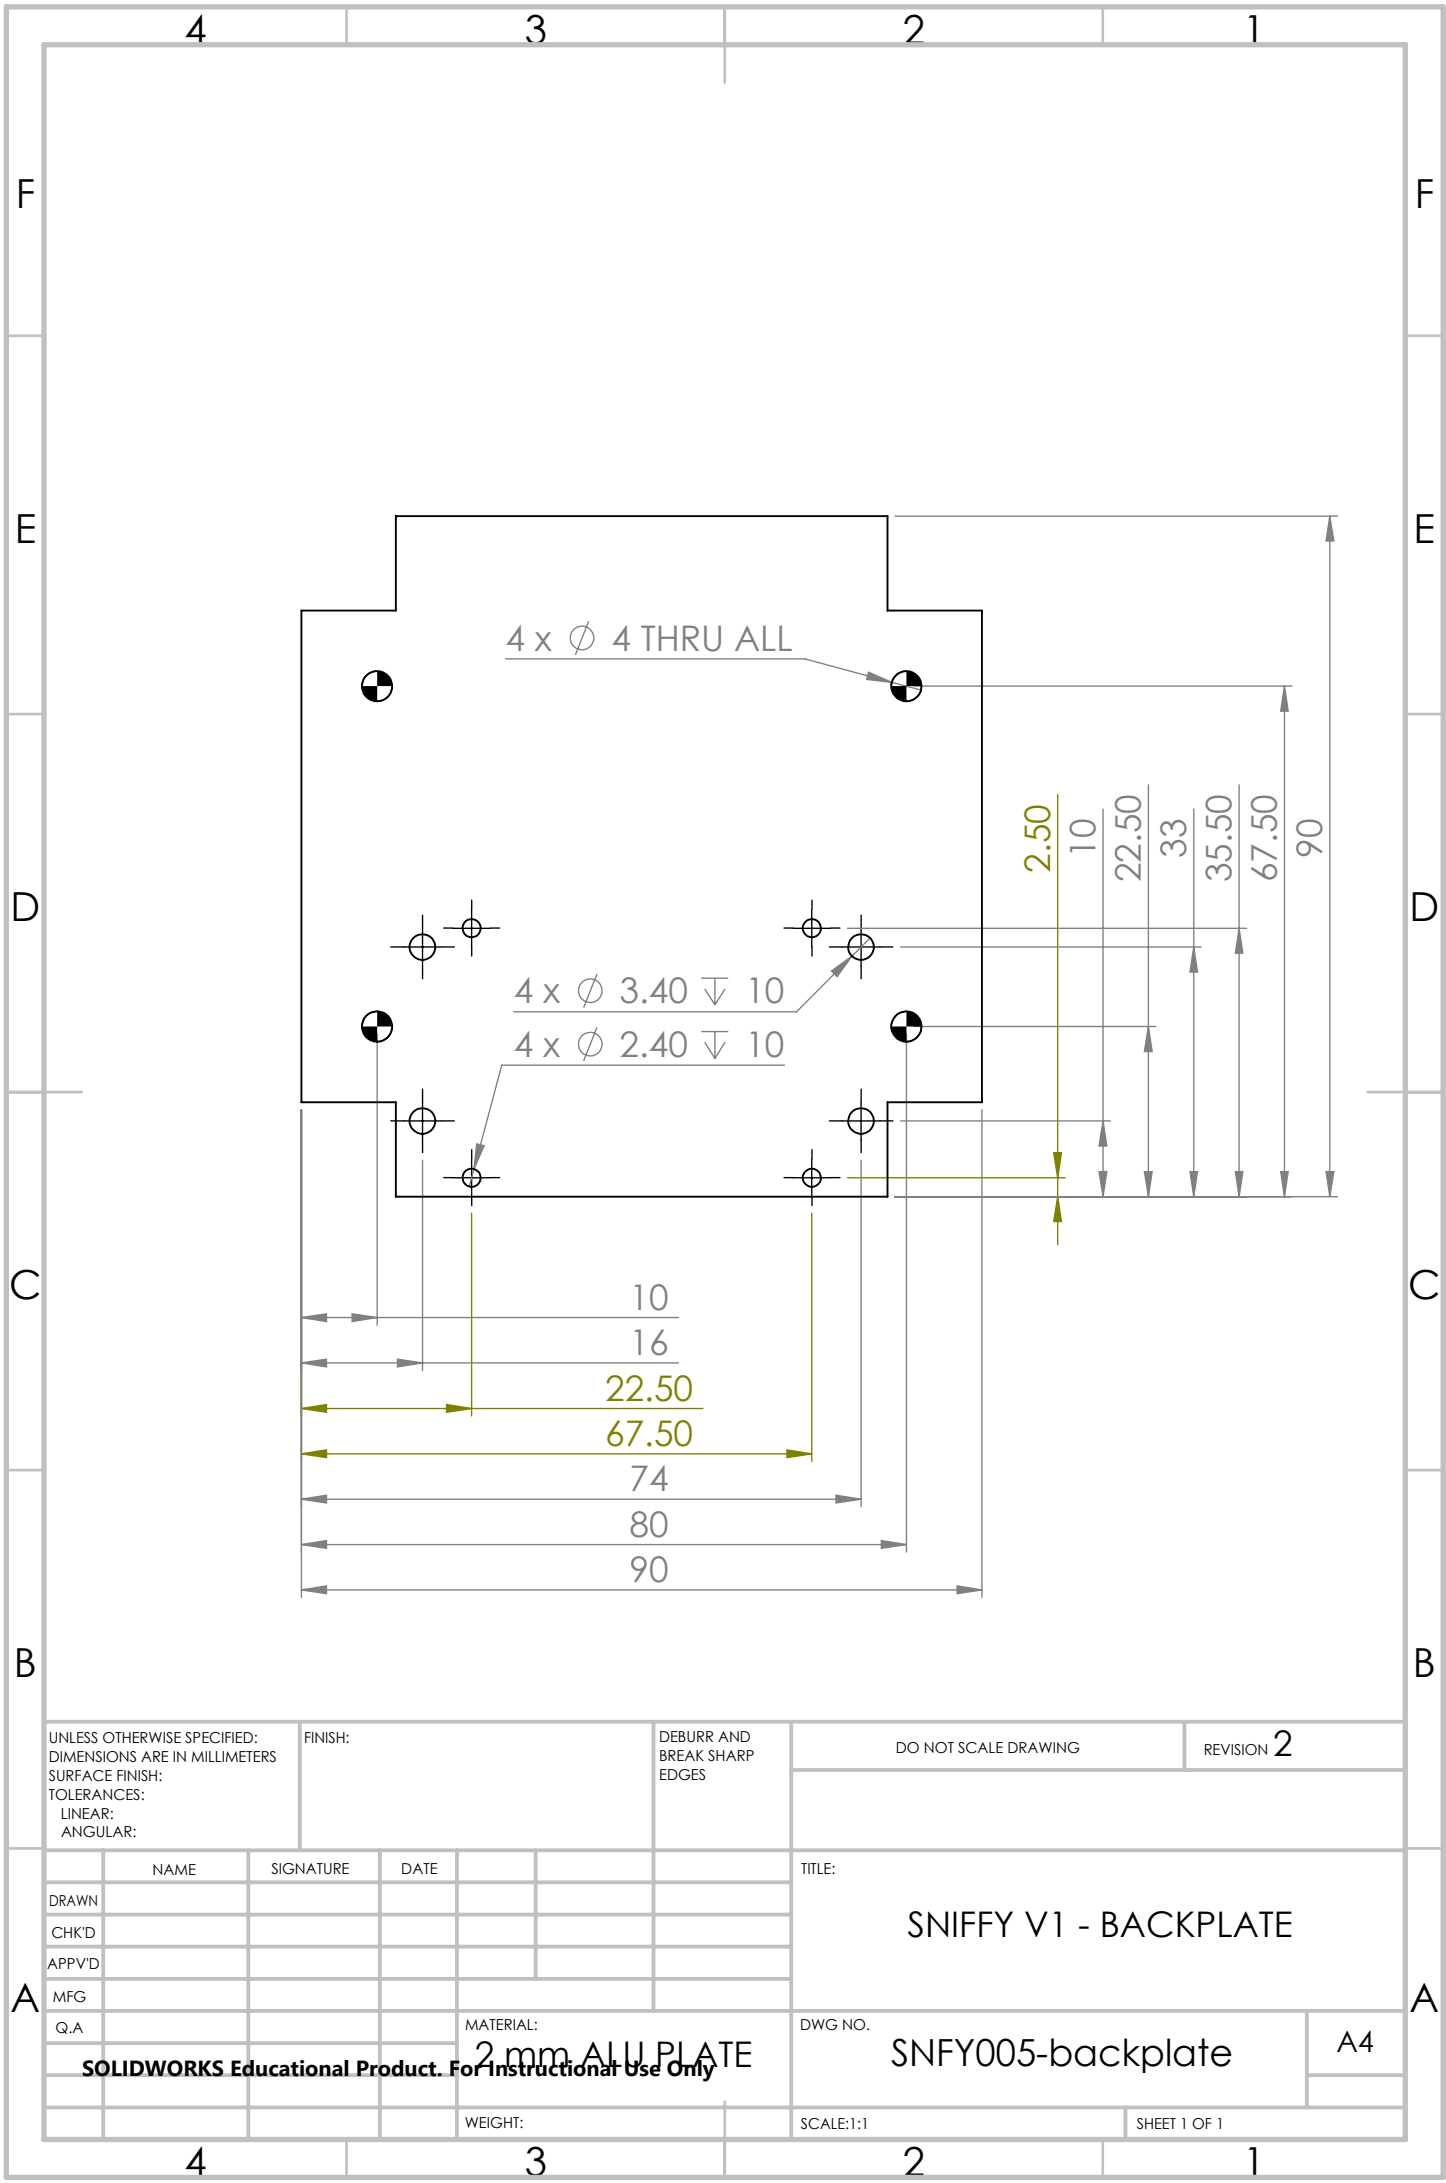 4 3 2 1
F F
E E
4 x ∅ 4 THRU ALL
2.50
10
22.50
33
35.50
67.50
90
D D
4 x ∅ 3.40 ↧ 10
4 x ∅ 2.40 ↧ 10
C C
10
16
22.50
67.50
74
80
90
B B
UNLESS OTHERWISE SPECIFIED:
DIMENSIONS ARE IN MILLIMETERS
SURFACE FINISH:
TOLERANCES:
LINEAR:
ANGULAR:
FINISH:
DEBURR AND
BREAK SHARP
EDGES
DO NOT SCALE DRAWING
REVISION 2
NAME SIGNATURE DATE
DRAWN
CHK'D
APPV'D
MFG
Q.A
TITLE:
SNIFFY V1 - BACKPLATE
A A
MATERIAL:
2 mm ALU PLATE
DWG NO.
SNFY005-backplate
A4
SOLIDWORKS Educational Product. For Instructional Use Only
WEIGHT:
SCALE:1:1
SHEET 1 OF 1
4 3 2 1